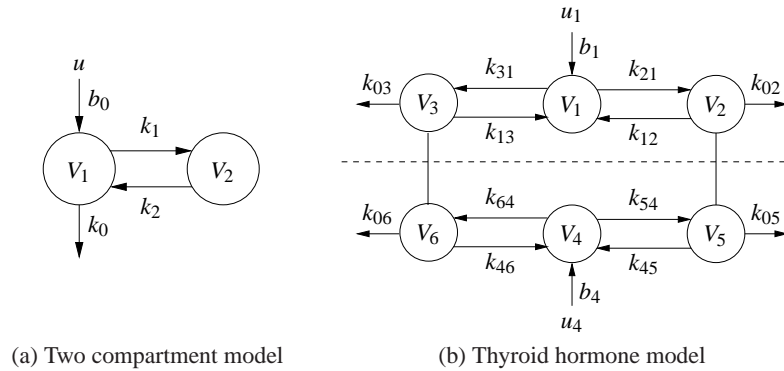 u
b₀
V₁
k₁
V₂
k₂
k₀
(a) Two compartment model
u₁
b₁
k₀₃
k₃₁
k₂₁
k₀₂
V₃
V₁
V₂
k₁₃
k₁₂
k₀₆
k₆₄
k₅₄
k₀₅
V₆
V₄
V₅
k₄₆
k₄₅
b₄
u₄
(b) Thyroid hormone model